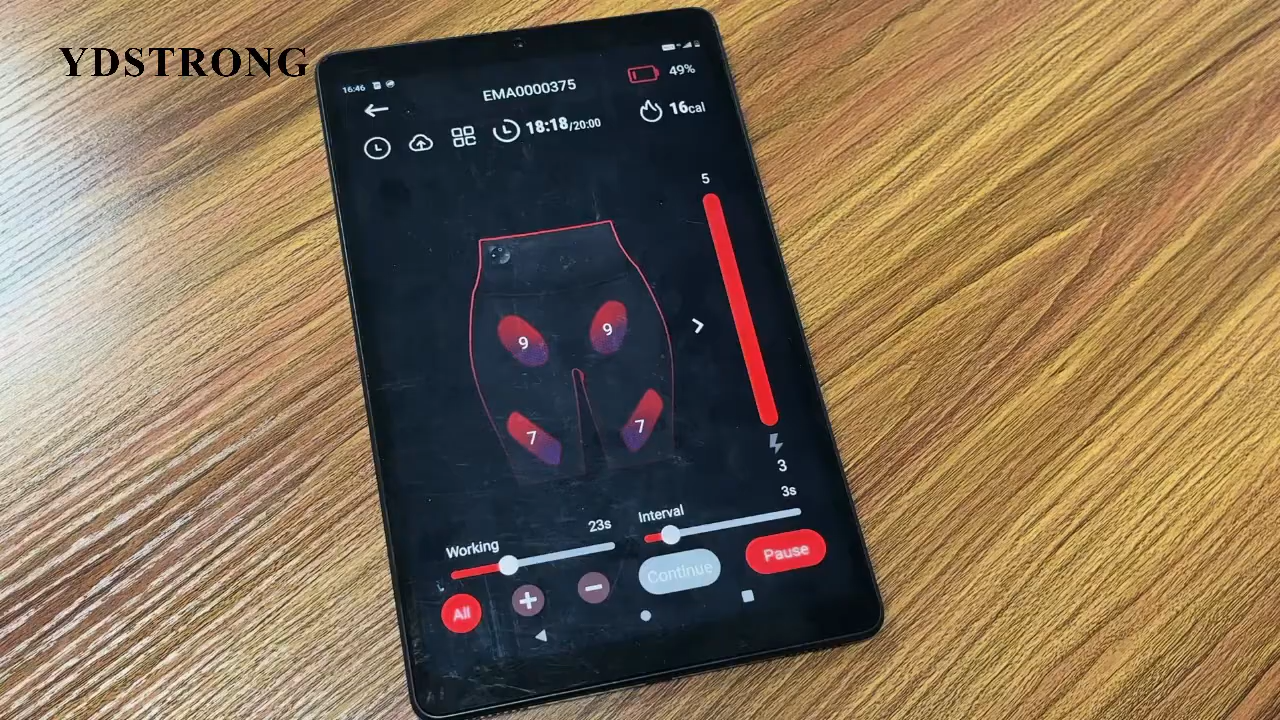 YDSTRONG
16:46
49%
EMA0000375
18:18/20:00
16cal
5
9
9
7
7
3
3s
Interval
23s
Working
Continue
Pause
All